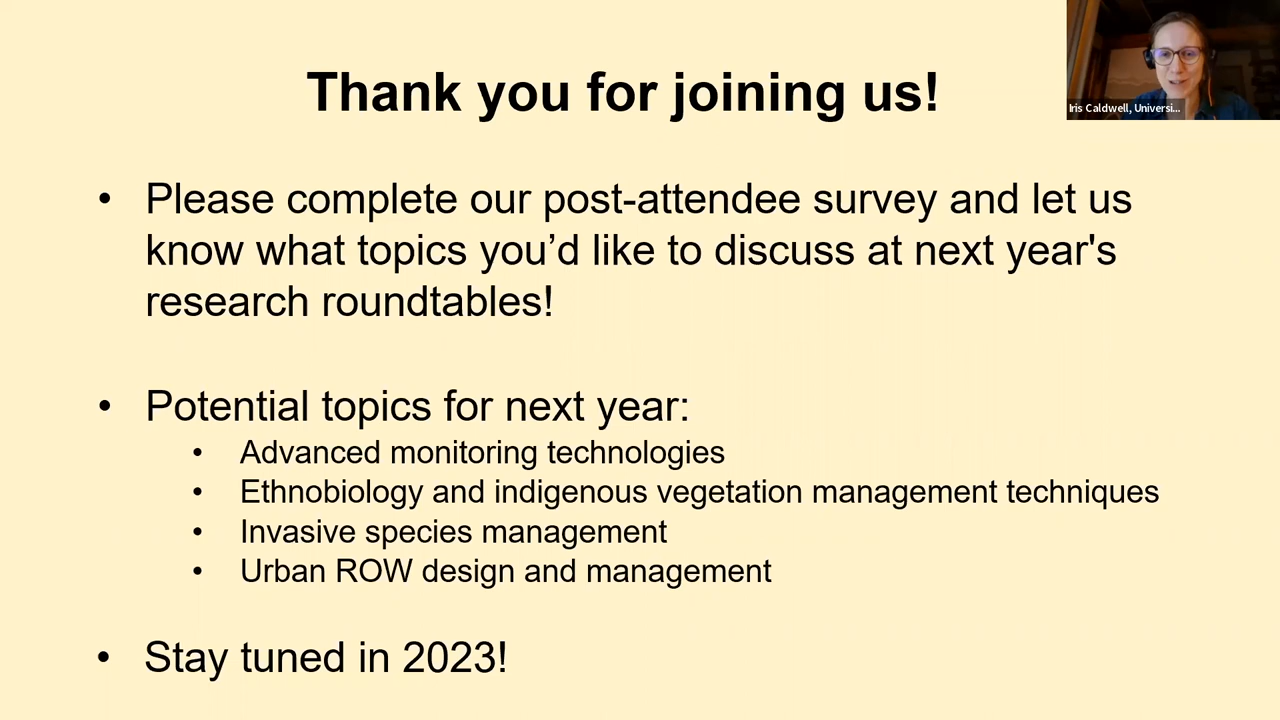 Thank you for joining us!
Iris Caldwell, Universi...
• Please complete our post-attendee survey and let us
know what topics you’d like to discuss at next year's
research roundtables!
• Potential topics for next year:
• Advanced monitoring technologies
• Ethnobiology and indigenous vegetation management techniques
• Invasive species management
• Urban ROW design and management
• Stay tuned in 2023!